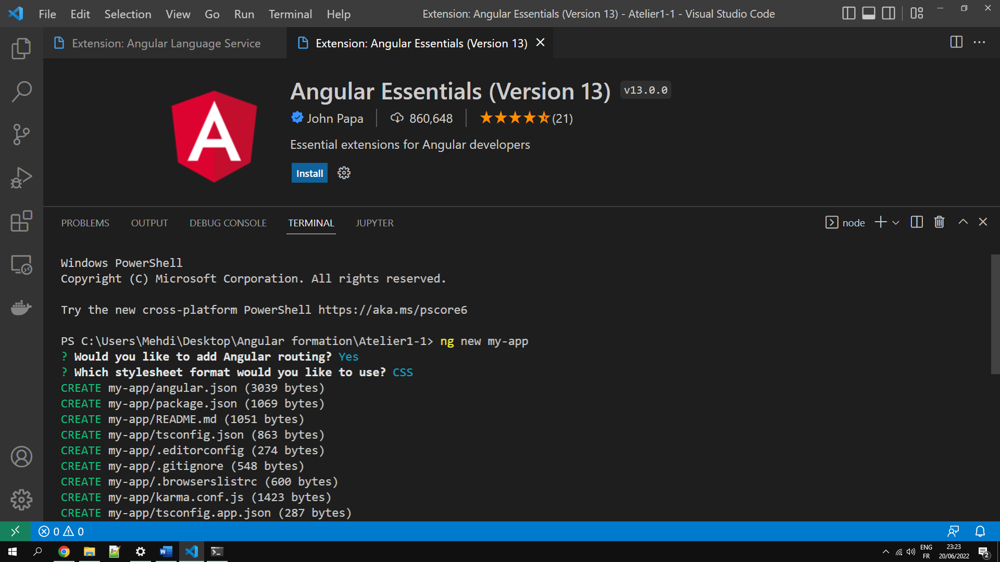 File Edit Selection View Go Run Terminal Help
Extension: Angular Essentials (Version 13) - Atelier1-1 - Visual Studio Code
Extension: Angular Language Service
Extension: Angular Essentials (Version 13)
Angular Essentials (Version 13) v13.0.0
John Papa 860,648 (21)
Essential extensions for Angular developers
Install
PROBLEMS OUTPUT DEBUG CONSOLE TERMINAL JUPYTER
node
Windows PowerShell
Copyright (C) Microsoft Corporation. All rights reserved.
Try the new cross-platform PowerShell https://aka.ms/pscore6
PS C:\Users\Mehdi\Desktop\Angular formation\Atelier1-1> ng new my-app
? Would you like to add Angular routing? Yes
? Which stylesheet format would you like to use? CSS
CREATE my-app/angular.json (3039 bytes)
CREATE my-app/package.json (1069 bytes)
CREATE my-app/README.md (1051 bytes)
CREATE my-app/tsconfig.json (863 bytes)
CREATE my-app/.editorconfig (274 bytes)
CREATE my-app/.gitignore (548 bytes)
CREATE my-app/.browserslistrc (600 bytes)
CREATE my-app/karma.conf.js (1423 bytes)
CREATE my-app/tsconfig.app.json (287 bytes)
0 0
ENG
FR
23:23
20/06/2022
2